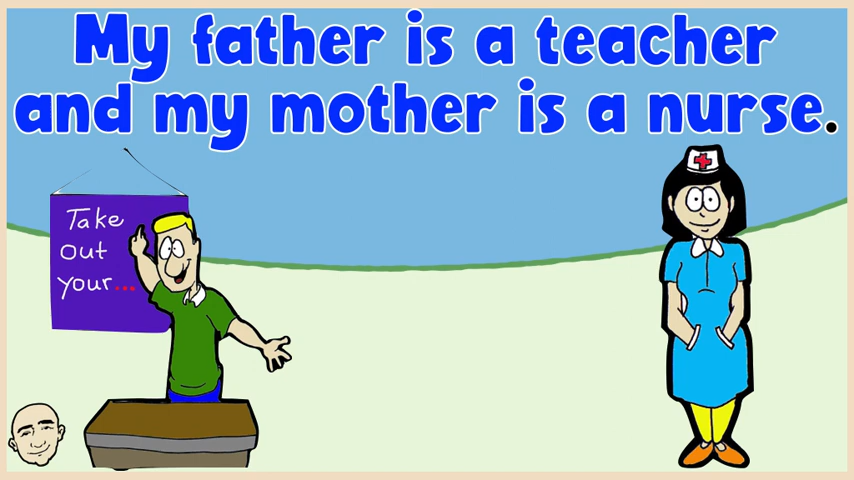 My father is a teacher
and my mother is a nurse.
Take
out
your...